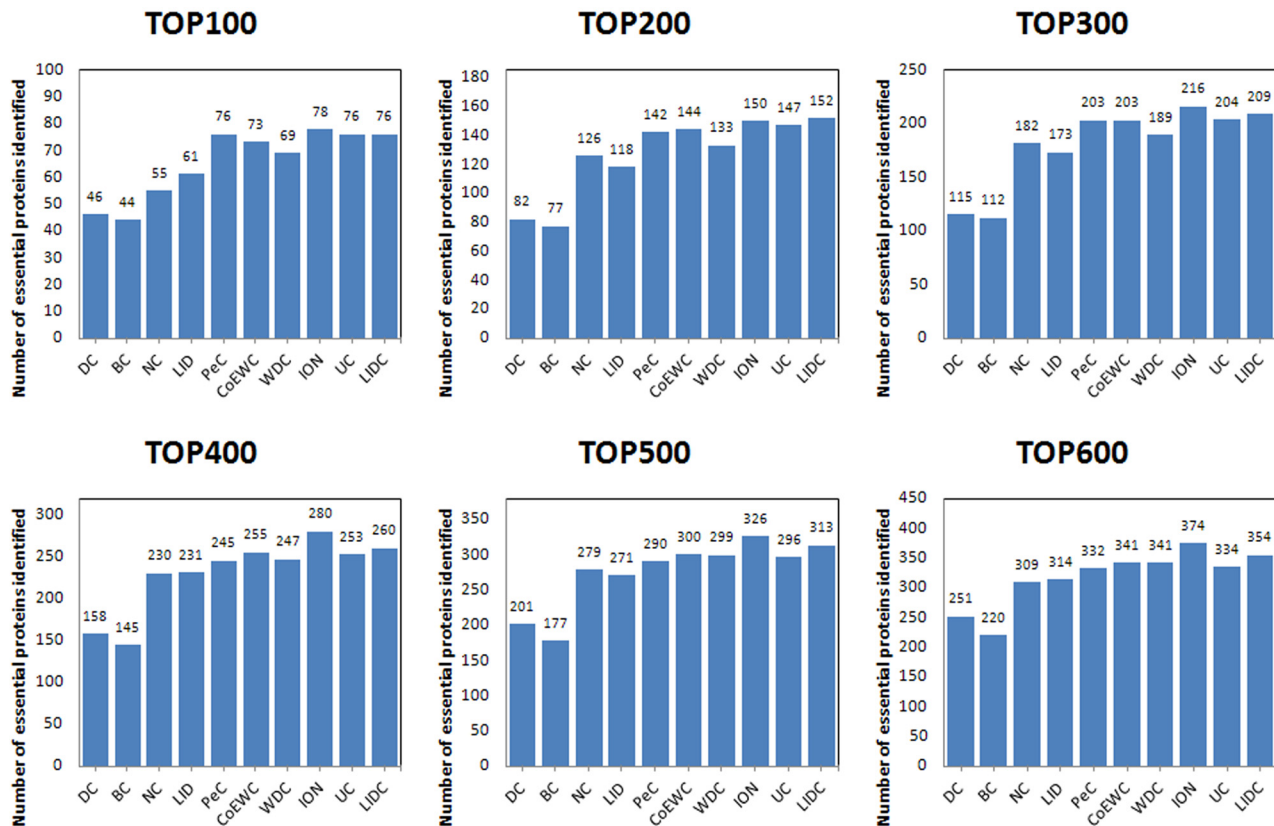 TOP100
Number of essential proteins identified
100
90
80
70
60
50
40
30
20
10
0
46
44
55
61
76
73
69
78
76
76
DC
BC
NC
LID
PeC
CoEWC
WDC
ION
UC
LIDC
TOP200
Number of essential proteins identified
180
160
140
120
100
80
60
40
20
0
82
77
126
118
142
144
133
150
147
152
DC
BC
NC
LID
PeC
CoEWC
WDC
ION
UC
LIDC
TOP300
Number of essential proteins identified
250
200
150
100
50
0
115
112
182
173
203
203
189
216
204
209
DC
BC
NC
LID
PeC
CoEWC
WDC
ION
UC
LIDC
TOP400
Number of essential proteins identified
300
250
200
150
100
50
0
158
145
230
231
245
255
247
280
253
260
DC
BC
NC
LID
PeC
CoEWC
WDC
ION
UC
LIDC
TOP500
Number of essential proteins identified
350
300
250
200
150
100
50
0
201
177
279
271
290
300
299
326
296
313
DC
BC
NC
LID
PeC
CoEWC
WDC
ION
UC
LIDC
TOP600
Number of essential proteins identified
450
400
350
300
250
200
150
100
50
0
251
220
309
314
332
341
341
374
334
354
DC
BC
NC
LID
PeC
CoEWC
WDC
ION
UC
LIDC